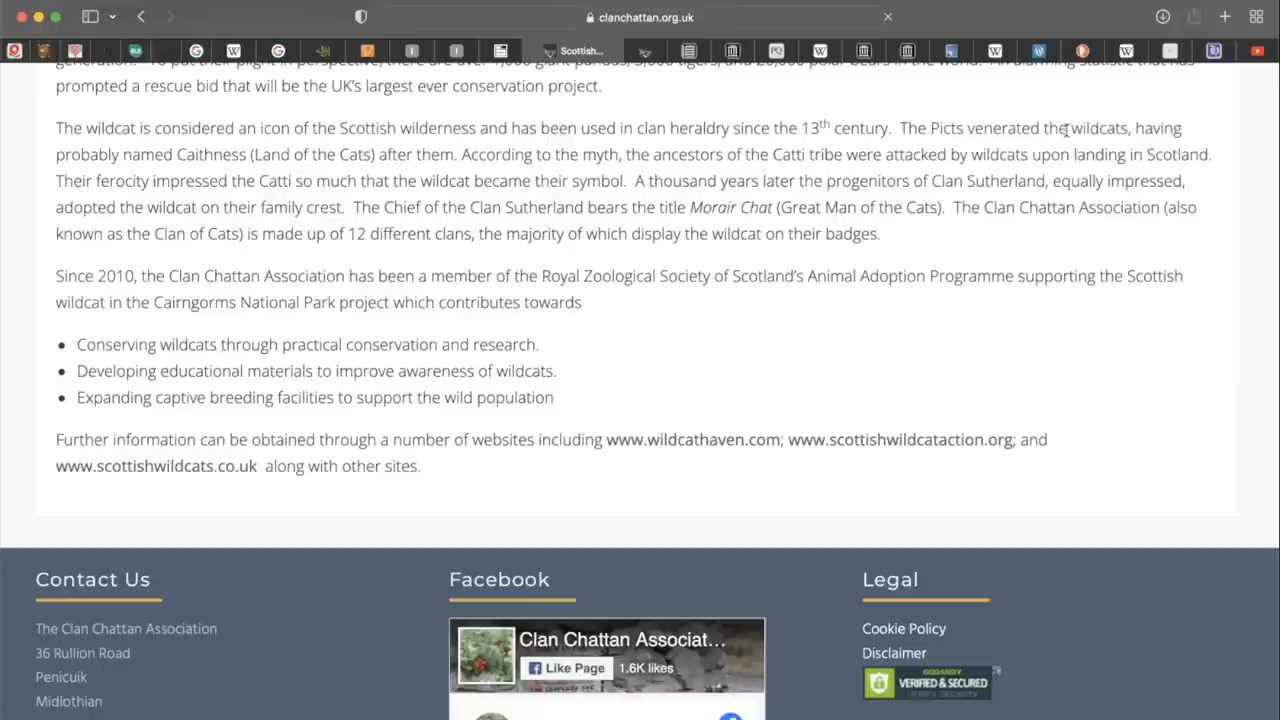 clanchattan.org.uk
Scottish...
prompted a rescue bid that will be the UK's largest ever conservation project.
The wildcat is considered an icon of the Scottish wilderness and has been used in clan heraldry since the 13th century. The Picts venerated the wildcats, having
probably named Caithness (Land of the Cats) after them. According to the myth, the ancestors of the Catti tribe were attacked by wildcats upon landing in Scotland.
Their ferocity impressed the Catti so much that the wildcat became their symbol. A thousand years later the progenitors of Clan Sutherland, equally impressed,
adopted the wildcat on their family crest. The Chief of the Clan Sutherland bears the title Morair Chat (Great Man of the Cats). The Clan Chattan Association (also
known as the Clan of Cats) is made up of 12 different clans, the majority of which display the wildcat on their badges.
Since 2010, the Clan Chattan Association has been a member of the Royal Zoological Society of Scotland's Animal Adoption Programme supporting the Scottish
wildcat in the Cairngorms National Park project which contributes towards
Conserving wildcats through practical conservation and research.
Developing educational materials to improve awareness of wildcats.
Expanding captive breeding facilities to support the wild population
Further information can be obtained through a number of websites including www.wildcathaven.com; www.scottishwildcataction.org; and
www.scottishwildcats.co.uk along with other sites.
Contact Us
The Clan Chattan Association
36 Rullion Road
Penicuik
Midlothian
Facebook
Clan Chattan Associat...
Like Page 1.6K likes
Legal
Cookie Policy
Disclaimer
GODADDY
VERIFIED & SECURED